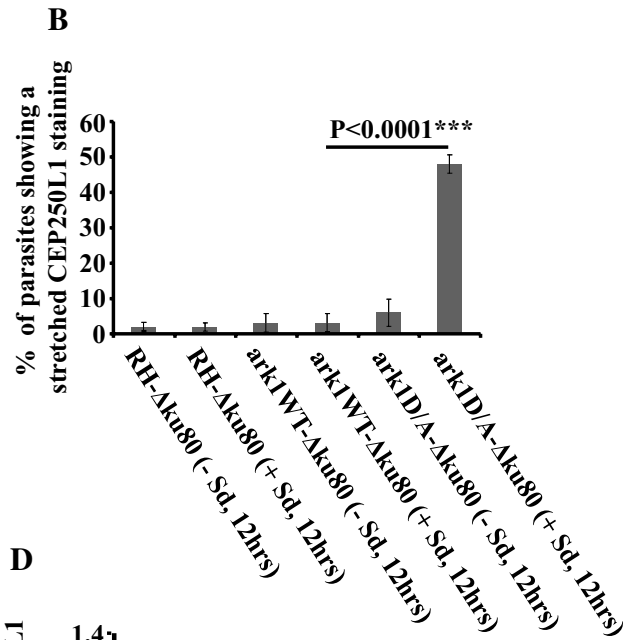 B
% of parasites showing a
stretched CEP250L1 staining
60
50
40
30
20
10
0
P<0.0001***
RH-Δku80 (- Sd, 12hrs)
RH-Δku80 (+ Sd, 12hrs)
ark1WT-Δku80 (- Sd, 12hrs)
ark1WT-Δku80 (+ Sd, 12hrs)
ark1D/A-Δku80 (- Sd, 12hrs)
ark1D/A-Δku80 (+ Sd, 12hrs)
D
1.4